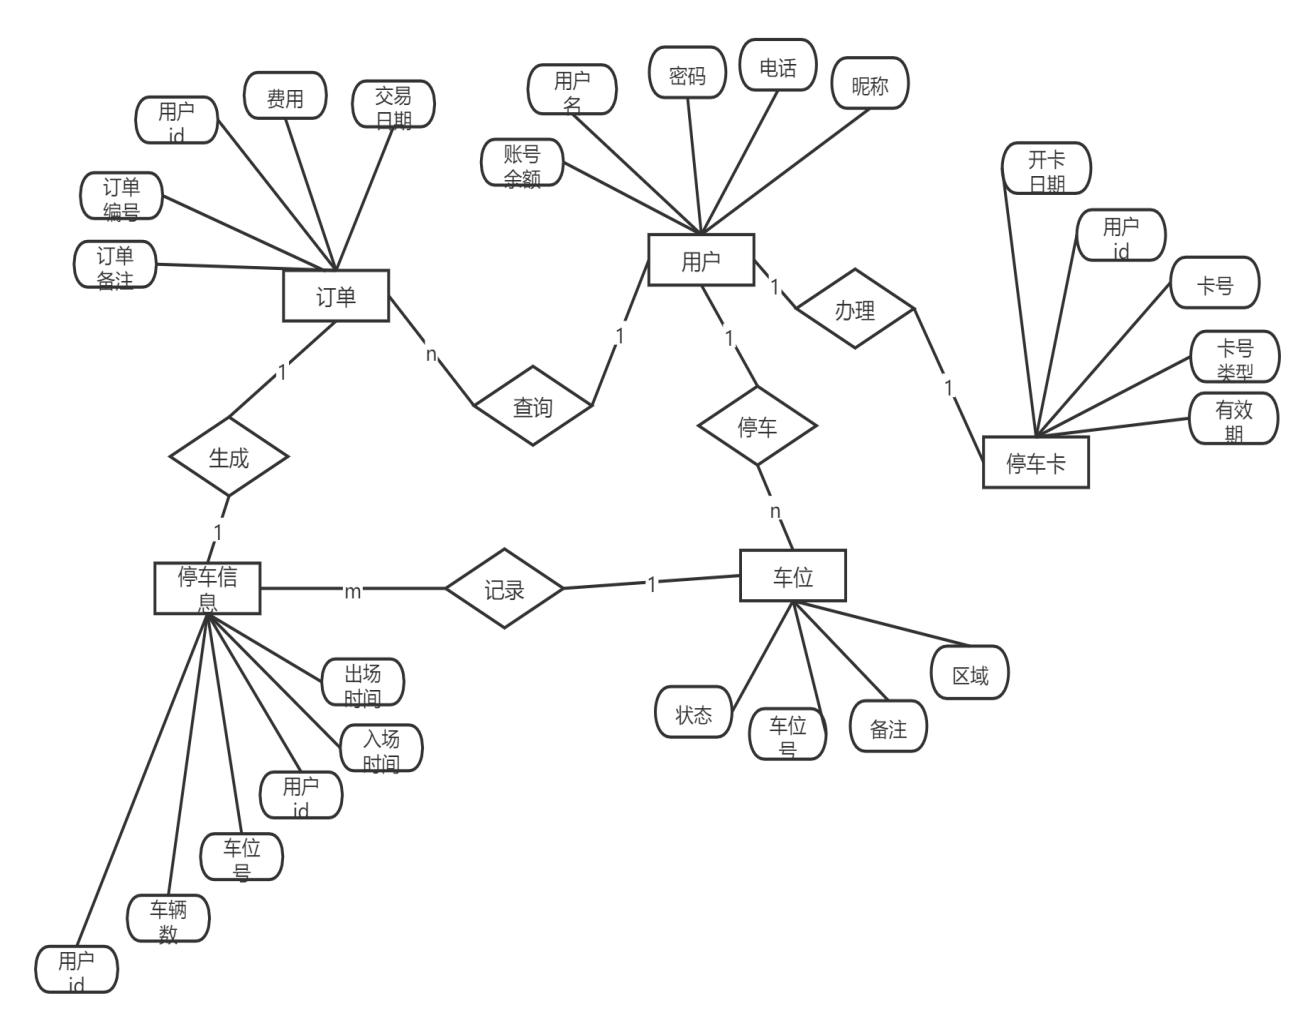 电话
密码
昵称
用户
名
费用
交易
日期
用户
id
账号
余额
开卡
日期
订单
编号
用户
id
订单
备注
用户
卡号
订单
1
办理
1
1
卡号
类型
n
1
1
查询
有效
期
停车
生成
停车卡
n
1
停车信
息
m
记录
1
车位
出场
时间
区域
状态
车位
号
备注
入场
时间
用户
id
车位
号
车辆
数
用户
id